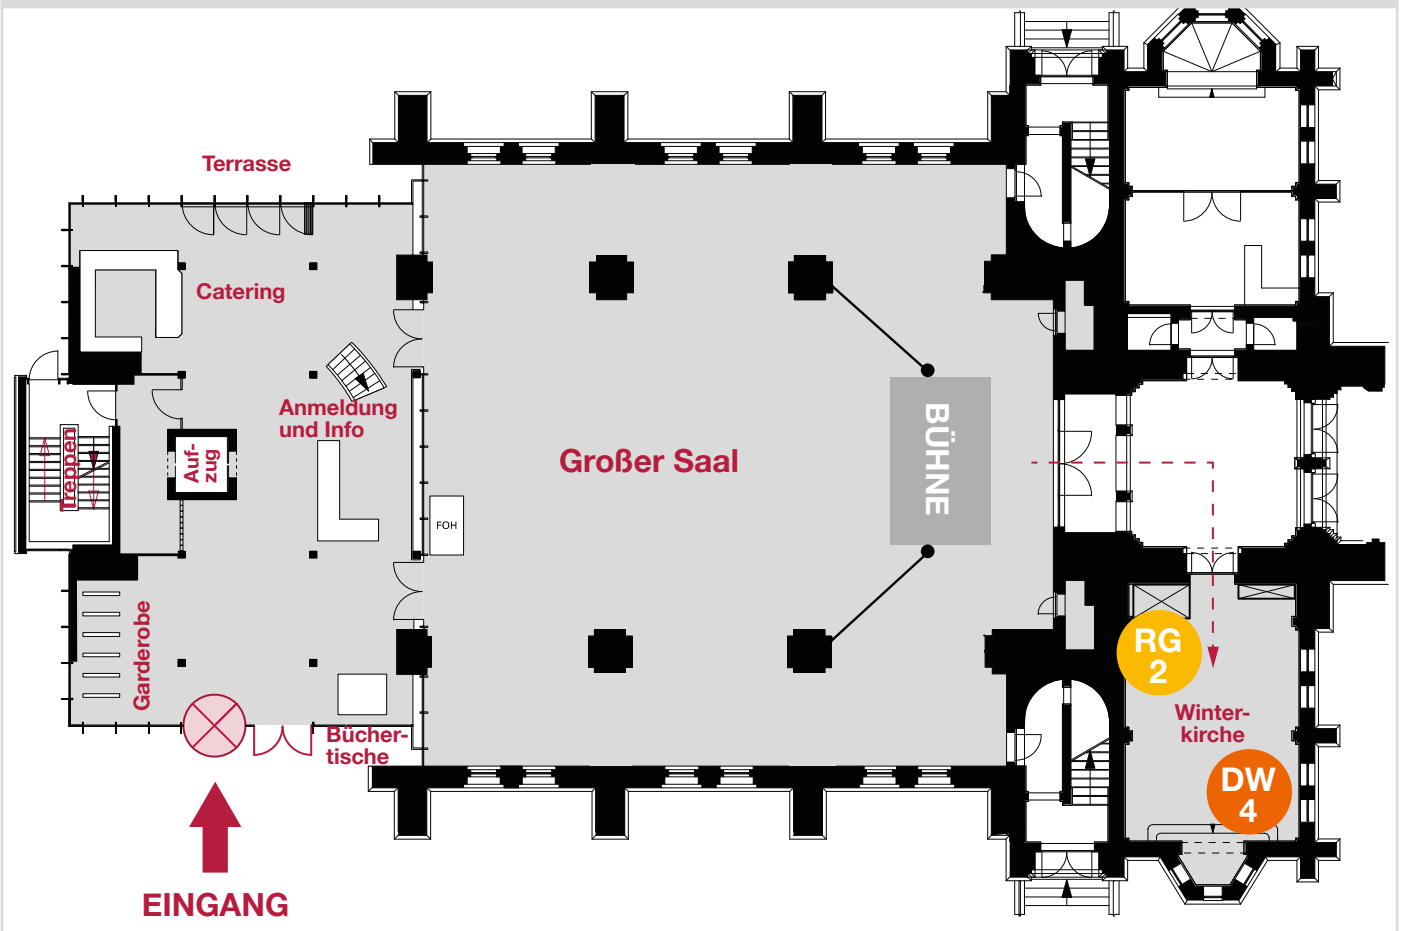 Terrasse
Catering
Anmeldung
und Info
Treppen
Auf-
zug
Großer Saal
BÜHNE
FOH
Garderobe
RG
2
Winter-
kirche
Bücher-
tische
DW
4
EINGANG